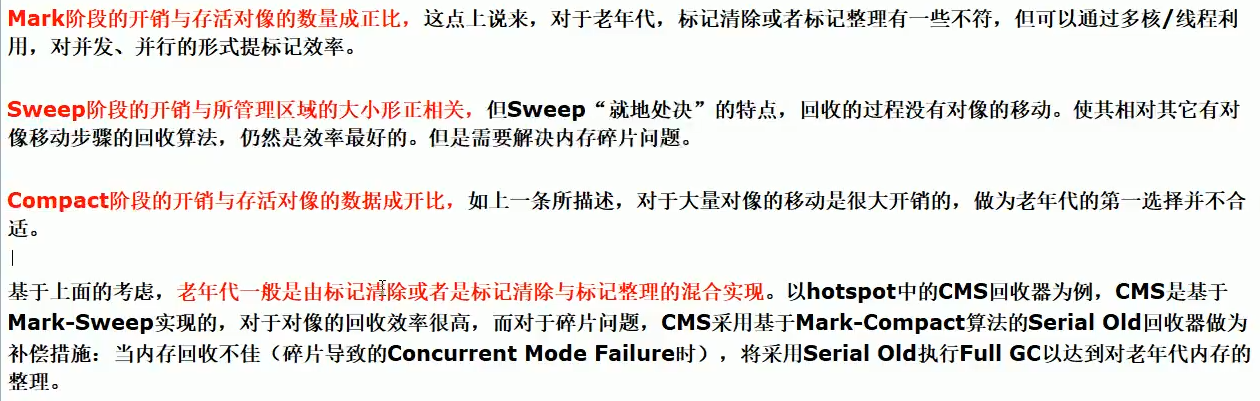 Mark阶段的开销与存活对像的数量成正比，这点上说来，对于老年代，标记清除或者标记整理有一些不符，但可以通过多核/线程利
用，对并发、并行的形式提标记效率。
Sweep阶段的开销与所管理区域的大小形正相关，但Sweep“就地处决”的特点，回收的过程没有对像的移动。使其相对其它有对
像移动步骤的回收算法，仍然是效率最好的。但是需要解决内存碎片问题。
Compact阶段的开销与存活对像的数据成开比，如上一条所描述，对于大量对像的移动是很大开销的，做为老年代的第一选择并不合
适。
基于上面的考虑，老年代一般是由标记清除或者是标记清除与标记整理的混合实现。以hotspot中的CMS回收器为例，CMS是基于
Mark-Sweep实现的，对于对像的回收效率很高，而对于碎片问题，CMS采用基于Mark-Compact算法的Serial Old回收器做为
补偿措施：当内存回收不佳（碎片导致的Concurrent Mode Failure时），将采用Serial Old执行Full GC以达到对老年代内存的
整理。